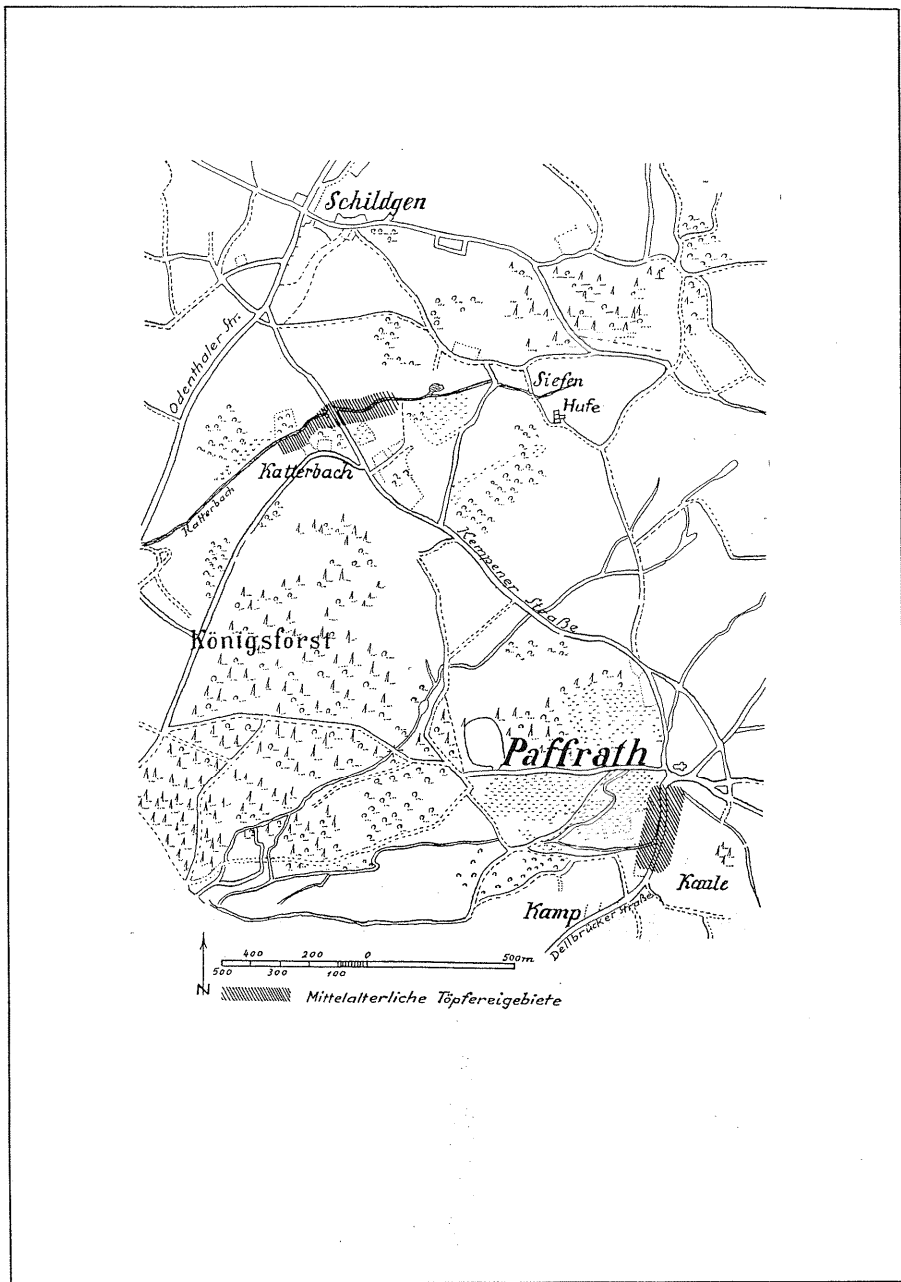 Schildgen
Odenthaler Str.
Siefen
Hufe
Katterbach
Katterbach
Kempener Straße
Königsforst
Paffrath
Kaule
Kamp
Dellbrücker Straße
400 200 0 500m
500 300 100
N
Mittelalterliche Töpfereigebiete